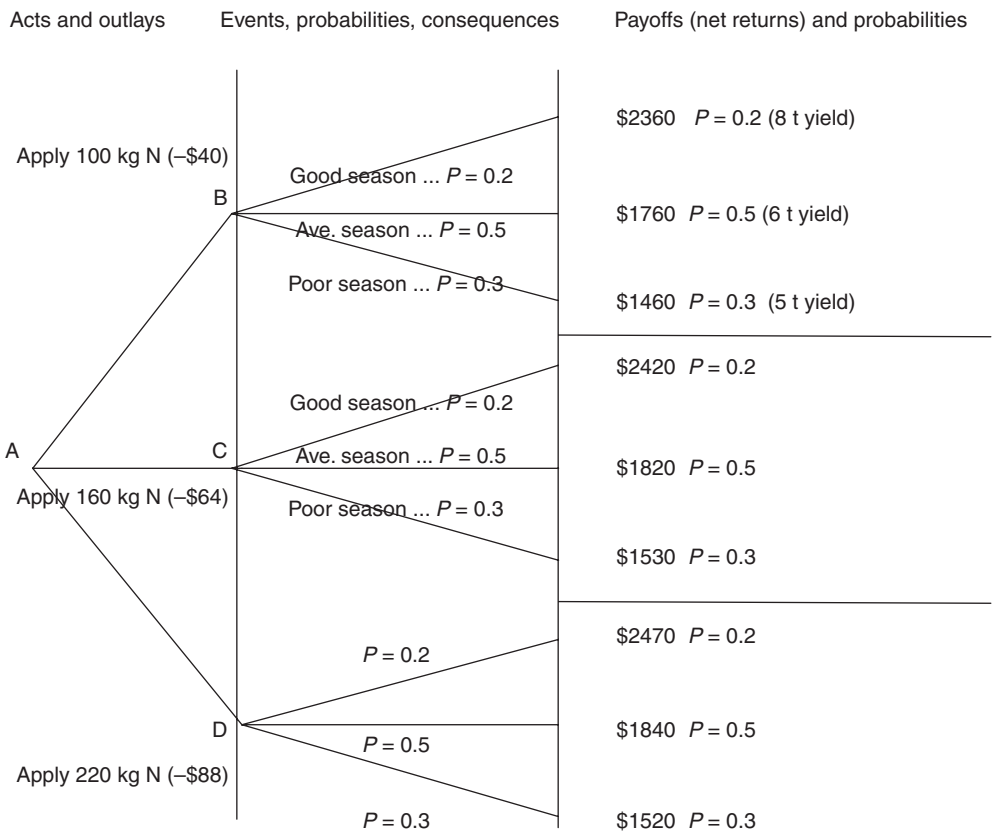 Acts and outlays
Events, probabilities, consequences
Payoffs (net returns) and probabilities
Apply 100 kg N (–$40)
B
Good season ... P = 0.2
Ave. season ... P = 0.5
Poor season ... P = 0.3
$2360 P = 0.2 (8 t yield)
$1760 P = 0.5 (6 t yield)
$1460 P = 0.3 (5 t yield)
A
C
Apply 160 kg N (–$64)
Good season ... P = 0.2
Ave. season ... P = 0.5
Poor season ... P = 0.3
$2420 P = 0.2
$1820 P = 0.5
$1530 P = 0.3
D
Apply 220 kg N (–$88)
P = 0.2
P = 0.5
P = 0.3
$2470 P = 0.2
$1840 P = 0.5
$1520 P = 0.3